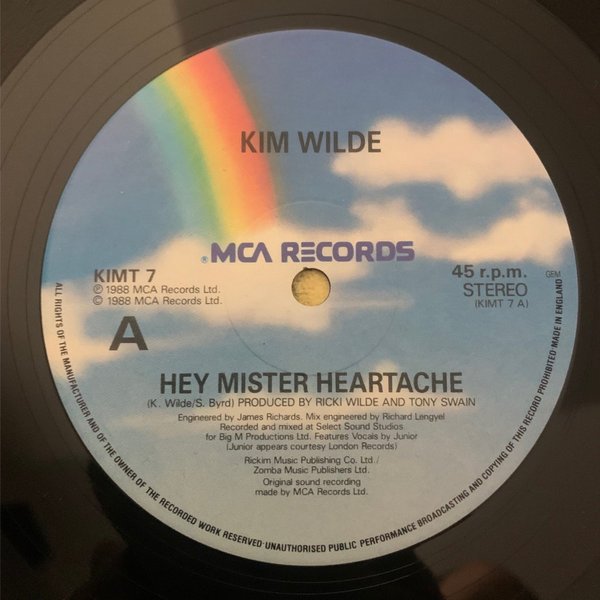 KIM WILDE
® MCA RECORDS
KIMT 7
℗ 1988 MCA Records Ltd.
© 1988 MCA Records Ltd.
A
45 r.p.m.
GEM
STEREO
(KIMT 7 A)
HEY MISTER HEARTACHE
(K. Wilde/S. Byrd) PRODUCED BY RICKI WILDE AND TONY SWAIN
Engineered by James Richards. Mix engineered by Richard Lengyel
Recorded and mixed at Select Sound Studios
for Big M Productions Ltd. Features Vocals by Junior
(Junior appears courtesy London Records)
Rickim Music Publishing Co. Ltd./
Zomba Music Publishers Ltd.
Original sound recording
made by MCA Records Ltd.
ALL RIGHTS OF THE MANUFACTURER AND OF THE OWNER OF THE RECORDED WORK RESERVED·UNAUTHORISED PUBLIC PERFORMANCE BROADCASTING AND COPYING OF THIS RECORD PROHIBITED·MADE IN ENGLAND